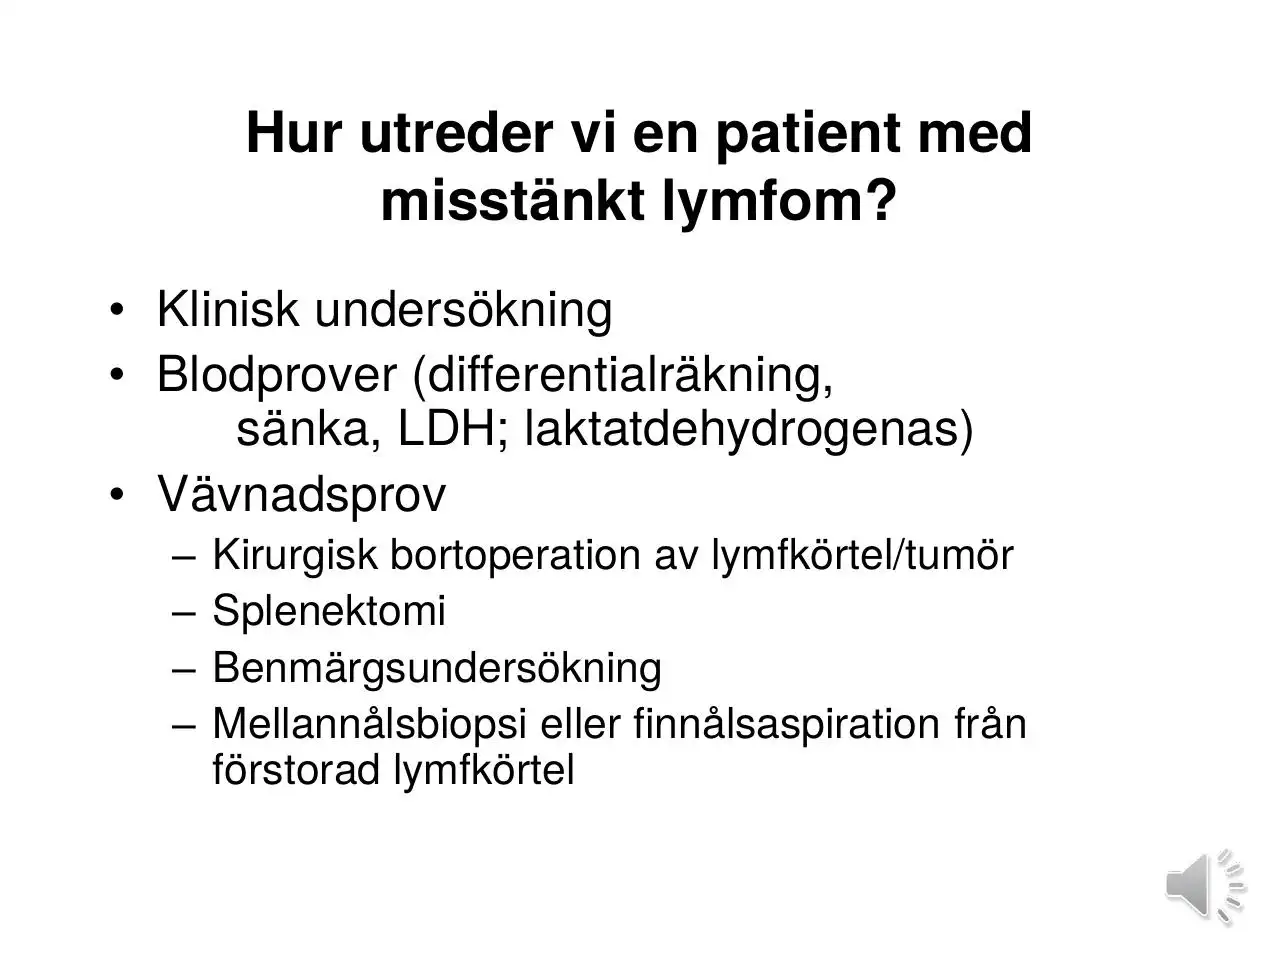 Hur utreder vi en patient med
misstänkt lymfom?
• Klinisk undersökning
• Blodprover (differentialräkning,
sänka, LDH; laktatdehydrogenas)
• Vävnadsprov
– Kirurgisk bortoperation av lymfkörtel/tumör
– Splenektomi
– Benmärgsundersökning
– Mellannålsbiopsi eller finnålsaspiration från
förstorad lymfkörtel